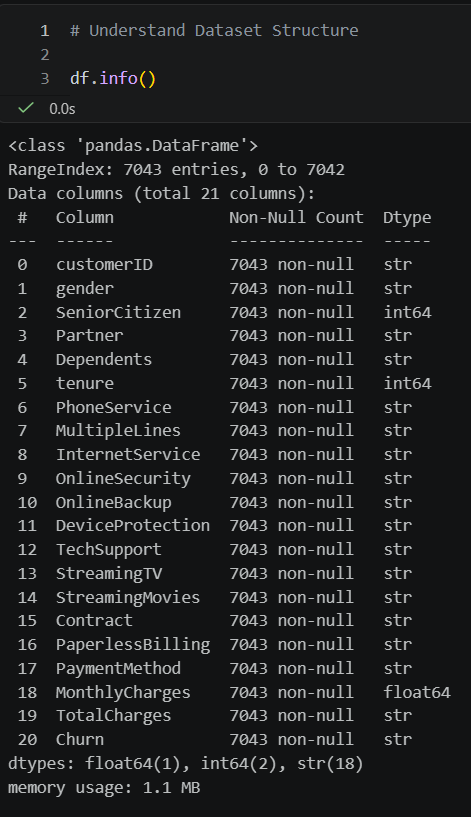 1 # Understand Dataset Structure
2
3 df.info()
✓ 0.0s
<class 'pandas.DataFrame'>
RangeIndex: 7043 entries, 0 to 7042
Data columns (total 21 columns):
 #   Column            Non-Null Count  Dtype
---  ------            --------------  -----
 0   customerID        7043 non-null   str
 1   gender            7043 non-null   str
 2   SeniorCitizen     7043 non-null   int64
 3   Partner           7043 non-null   str
 4   Dependents        7043 non-null   str
 5   tenure            7043 non-null   int64
 6   PhoneService      7043 non-null   str
 7   MultipleLines     7043 non-null   str
 8   InternetService   7043 non-null   str
 9   OnlineSecurity    7043 non-null   str
 10  OnlineBackup      7043 non-null   str
 11  DeviceProtection  7043 non-null   str
 12  TechSupport       7043 non-null   str
 13  StreamingTV       7043 non-null   str
 14  StreamingMovies   7043 non-null   str
 15  Contract          7043 non-null   str
 16  PaperlessBilling  7043 non-null   str
 17  PaymentMethod     7043 non-null   str
 18  MonthlyCharges    7043 non-null   float64
 19  TotalCharges      7043 non-null   str
 20  Churn             7043 non-null   str
dtypes: float64(1), int64(2), str(18)
memory usage: 1.1 MB